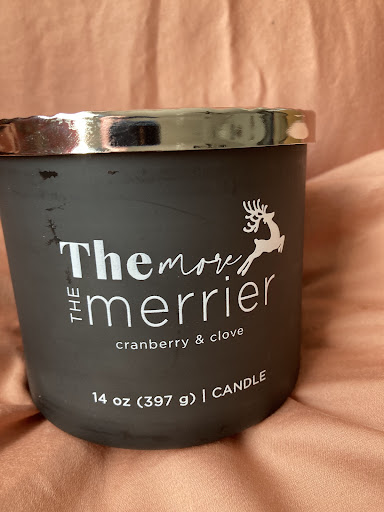 The more
THE merrier
cranberry & clove
14 oz (397 g) | CANDLE